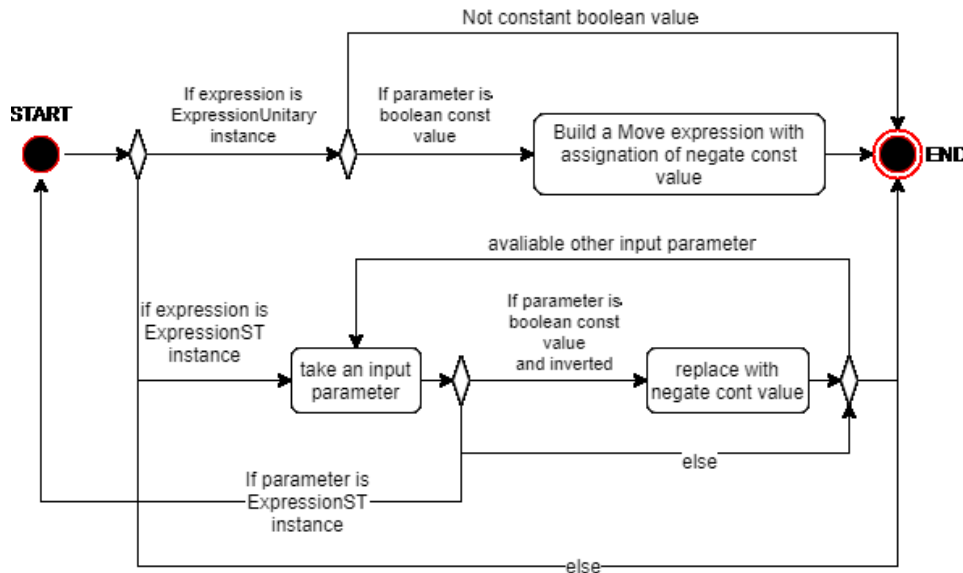 Not constant boolean value
START
If expression is
ExpressionUnitary
instance
If parameter is
boolean const
value
Build a Move expression with
assignation of negate const
value
END
avaliable other input parameter
if expression is
ExpressionST
instance
take an input
parameter
If parameter is
boolean const
value
and inverted
replace with
negate cont value
else
If parameter is
ExpressionST
instance
else